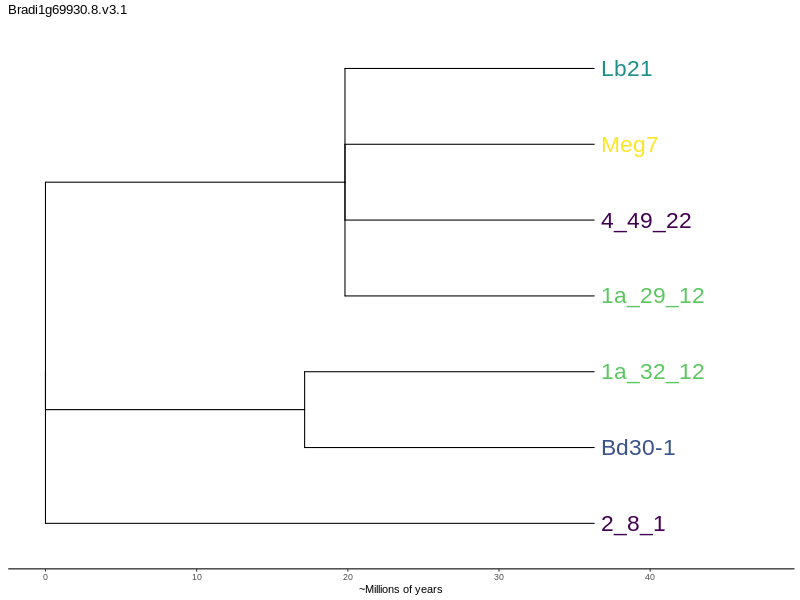 Bradi1g69930.8.v3.1
Lb21
Meg7
4_49_22
1a_29_12
1a_32_12
Bd30-1
2_8_1
0 10 20 30 40
~Millions of years